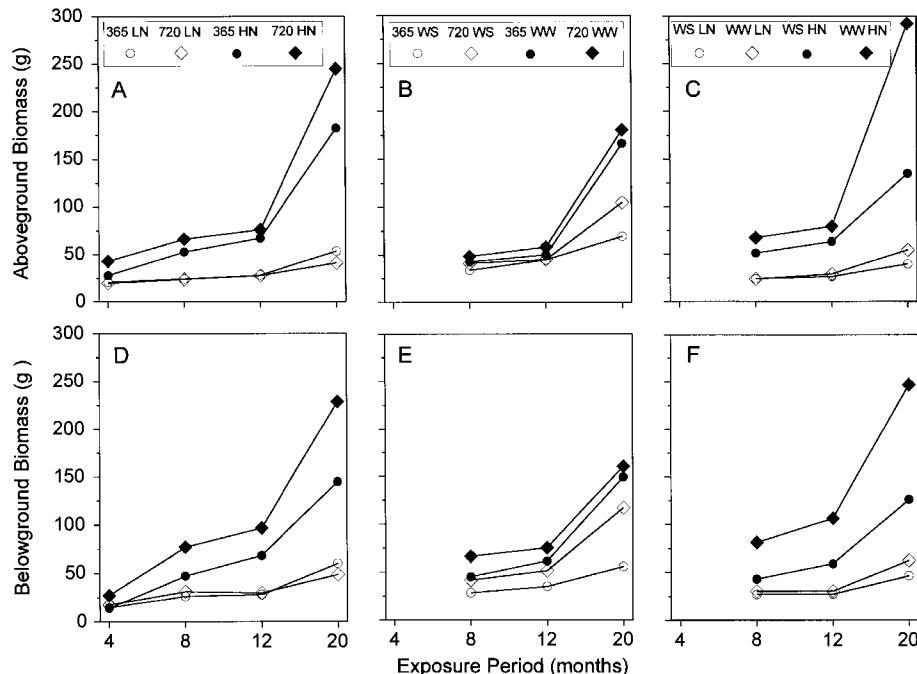 365 LN 720 LN 365 HN 720 HN
365 WS 720 WS 365 WW 720 WW
WS LN WW LN WS HN WW HN
A
B
C
Aboveground Biomass (g)
300
250
200
150
100
50
0
D
E
F
Belowground Biomass (g )
300
250
200
150
100
50
0
4 8 12 20
4 8 12 20
4 8 12 20
Exposure Period (months)